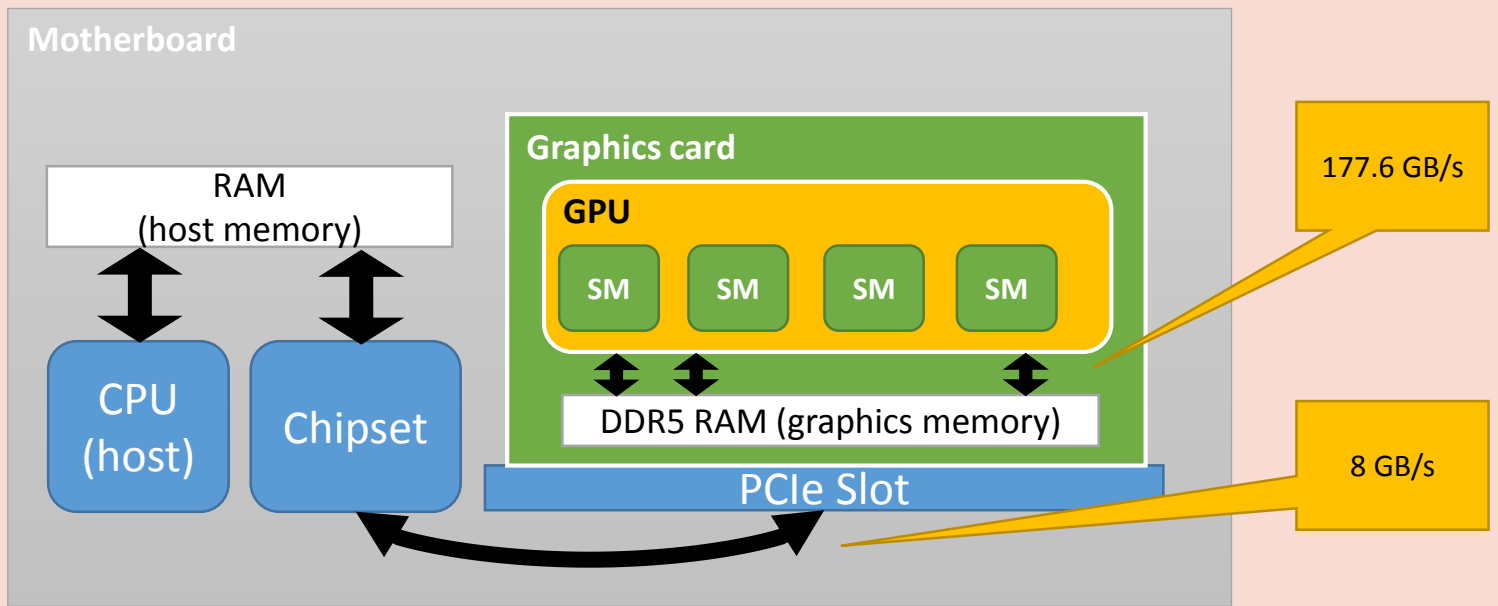 Motherboard
RAM
(host memory)
CPU
(host)
Chipset
Graphics card
GPU
SM
SM
SM
SM
DDR5 RAM (graphics memory)
PCIe Slot
177.6 GB/s
8 GB/s